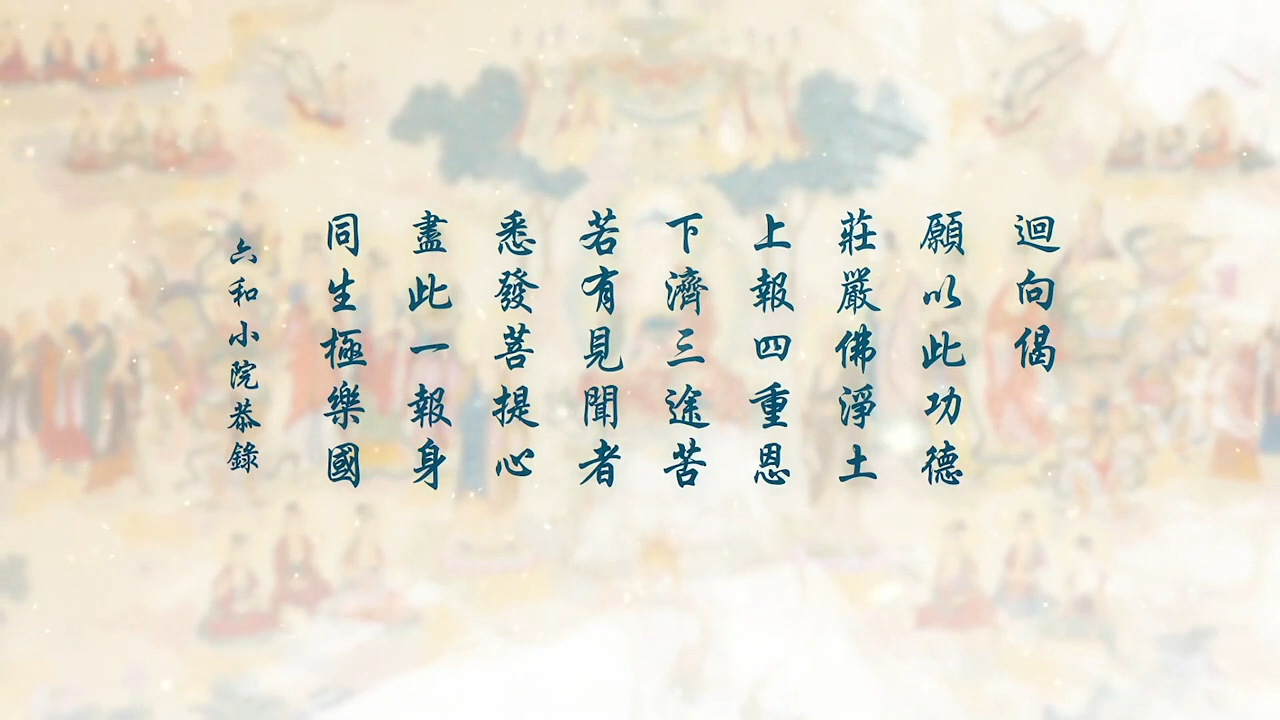 迴向偈
願以此功德
莊嚴佛淨土
上報四重恩
下濟三途苦
若有見聞者
悉發菩提心
盡此一報身
同生極樂國
六和小院恭錄